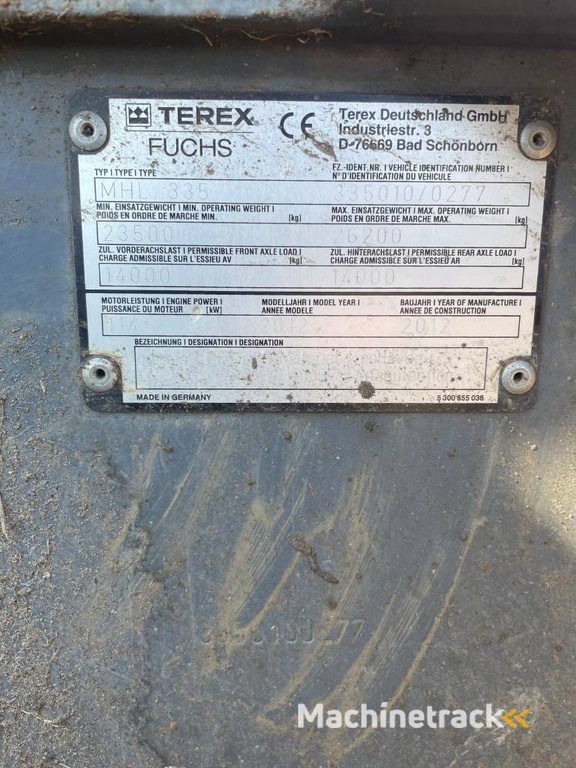 TEREX
FUCHS
CE
Terex Deutschland GmbH
Industriestr. 3
D-76669 Bad Schönborn
TYP I TYPE I TYPE
MHL 335
FZ.-IDENT.NR. I VEHICLE IDENTIFICATION NUMBER I
N° D'IDENTIFICATION DU VEHICULE
335010/0277
MIN. EINSATZGEWICHT I MIN. OPERATING WEIGHT I
POIDS EN ORDRE DE MARCHE MIN. [kg]
23500
MAX. EINSATZGEWICHT I MAX. OPERATING WEIGHT I
POIDS EN ORDRE DE MARCHE MAX. [kg]
26200
ZUL. VORDERACHSLAST I PERMISSIBLE FRONT AXLE LOAD I
CHARGE ADMISSIBLE SUR L'ESSIEU AV [kg]
14000
ZUL. HINTERACHSLAST I PERMISSIBLE REAR AXLE LOAD I
CHARGE ADMISSIBLE SUR L'ESSIEU AR [kg]
14000
MOTORLEISTUNG I ENGINE POWER I
PUISSANCE DU MOTEUR [kW]
MODELLJAHR I MODEL YEAR I
ANNÉE MODELE
2012
BAUJAHR I YEAR OF MANUFACTURE I
ANNÉE DE CONSTRUCTION
2012
BEZEICHNUNG I DESIGNATION I DESIGNATION
MADE IN GERMANY
5 300 655 036
Machinetrack